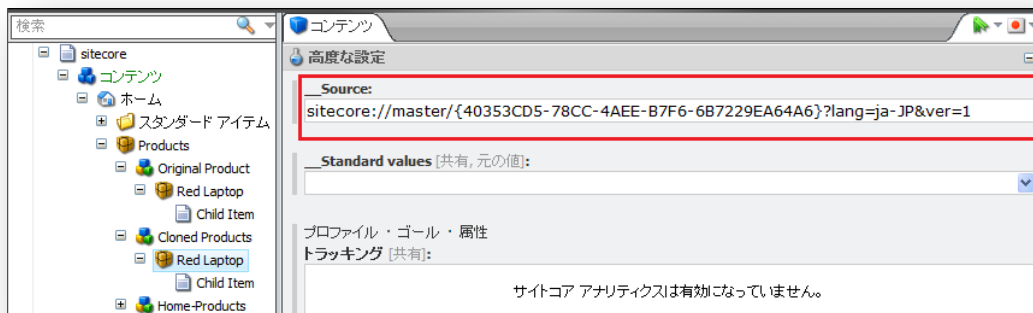 検索
sitecore
コンテンツ
ホーム
スタンダード アイテム
Products
Original Product
Red Laptop
Child Item
Cloned Products
Red Laptop
Child Item
Home-Products
コンテンツ
高度な設定
__Source:
sitecore://master/{40353CD5-78CC-4AEE-B7F6-6B7229EA64A6}?lang=ja-JP&ver=1
__Standard values [共有, 元の値]:
プロファイル ・ ゴール ・ 属性
トラッキング [共有]:
サイトコア アナリティクスは有効になっていません。